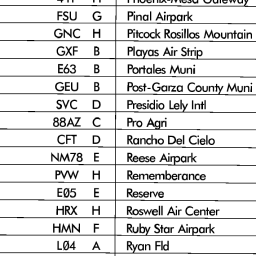 Phoenix-Mesa Gateway
FSU G Pinal Airpark
GNC H Pitcock Rosillos Mountain
GXF B Playas Air Strip
E63 B Portales Muni
GEU B Post-Garza County Muni
SVC D Presidio Lely Intl
88AZ C Pro Agri
CFT D Rancho Del Cielo
NM78 E Reese Airpark
PVW H Rememberance
E05 E Reserve
HRX H Roswell Air Center
HMN F Ruby Star Airpark
L04 A Ryan Fld